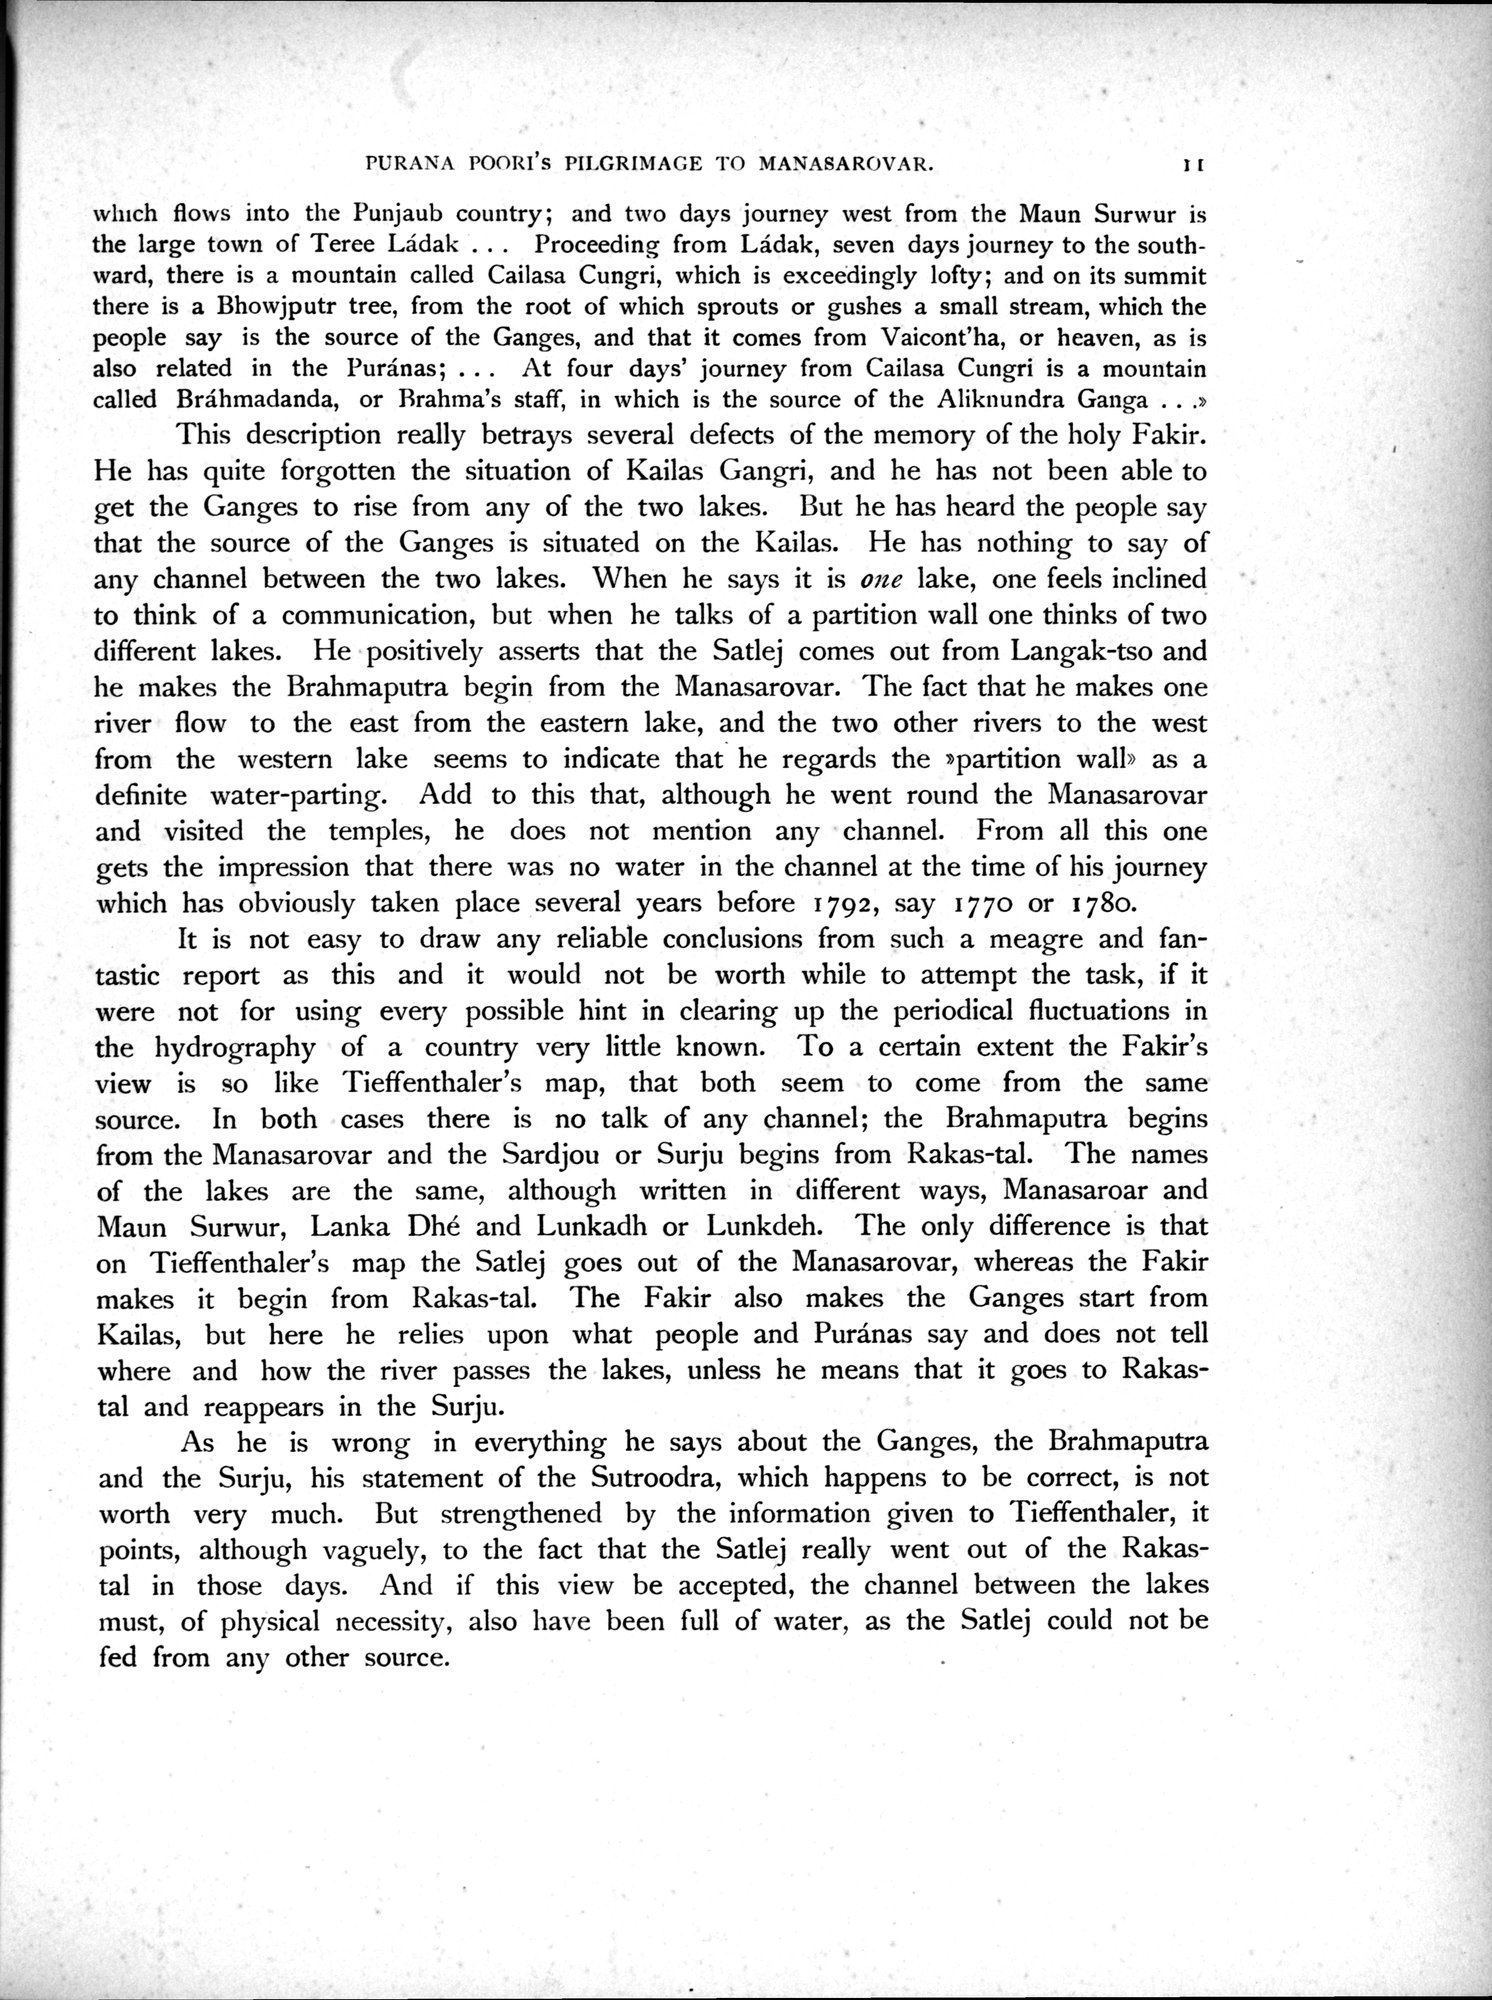 PURANA POORI'S PILGRIMAGE TO MANASAROVAR. 11
which flows into the Punjaub country; and two days journey west from the Maun Surwur is
the large town of Teree Ládak . . . Proceeding from Ládak, seven days journey to the south-
ward, there is a mountain called Cailasa Cungri, which is exceedingly lofty; and on its summit
there is a Bhowjputr tree, from the root of which sprouts or gushes a small stream, which the
people say is the source of the Ganges, and that it comes from Vaicont'ha, or heaven, as is
also related in the Puránas; . . . At four days' journey from Cailasa Cungri is a mountain
called Bráhmadanda, or Brahma's staff, in which is the source of the Aliknundra Ganga . . .»
This description really betrays several defects of the memory of the holy Fakir.
He has quite forgotten the situation of Kailas Gangri, and he has not been able to
get the Ganges to rise from any of the two lakes. But he has heard the people say
that the source of the Ganges is situated on the Kailas. He has nothing to say of
any channel between the two lakes. When he says it is one lake, one feels inclined
to think of a communication, but when he talks of a partition wall one thinks of two
different lakes. He positively asserts that the Satlej comes out from Langak-tso and
he makes the Brahmaputra begin from the Manasarovar. The fact that he makes one
river flow to the east from the eastern lake, and the two other rivers to the west
from the western lake seems to indicate that he regards the »partition wall» as a
definite water-parting. Add to this that, although he went round the Manasarovar
and visited the temples, he does not mention any channel. From all this one
gets the impression that there was no water in the channel at the time of his journey
which has obviously taken place several years before 1792, say 1770 or 1780.
It is not easy to draw any reliable conclusions from such a meagre and fan-
tastic report as this and it would not be worth while to attempt the task, if it
were not for using every possible hint in clearing up the periodical fluctuations in
the hydrography of a country very little known. To a certain extent the Fakir's
view is so like Tieffenthaler's map, that both seem to come from the same
source. In both cases there is no talk of any channel; the Brahmaputra begins
from the Manasarovar and the Sardjou or Surju begins from Rakas-tal. The names
of the lakes are the same, although written in different ways, Manasaroar and
Maun Surwur, Lanka Dhé and Lunkadh or Lunkdeh. The only difference is that
on Tieffenthaler's map the Satlej goes out of the Manasarovar, whereas the Fakir
makes it begin from Rakas-tal. The Fakir also makes the Ganges start from
Kailas, but here he relies upon what people and Puránas say and does not tell
where and how the river passes the lakes, unless he means that it goes to Rakas-
tal and reappears in the Surju.
As he is wrong in everything he says about the Ganges, the Brahmaputra
and the Surju, his statement of the Sutroodra, which happens to be correct, is not
worth very much. But strengthened by the information given to Tieffenthaler, it
points, although vaguely, to the fact that the Satlej really went out of the Rakas-
tal in those days. And if this view be accepted, the channel between the lakes
must, of physical necessity, also have been full of water, as the Satlej could not be
fed from any other source.